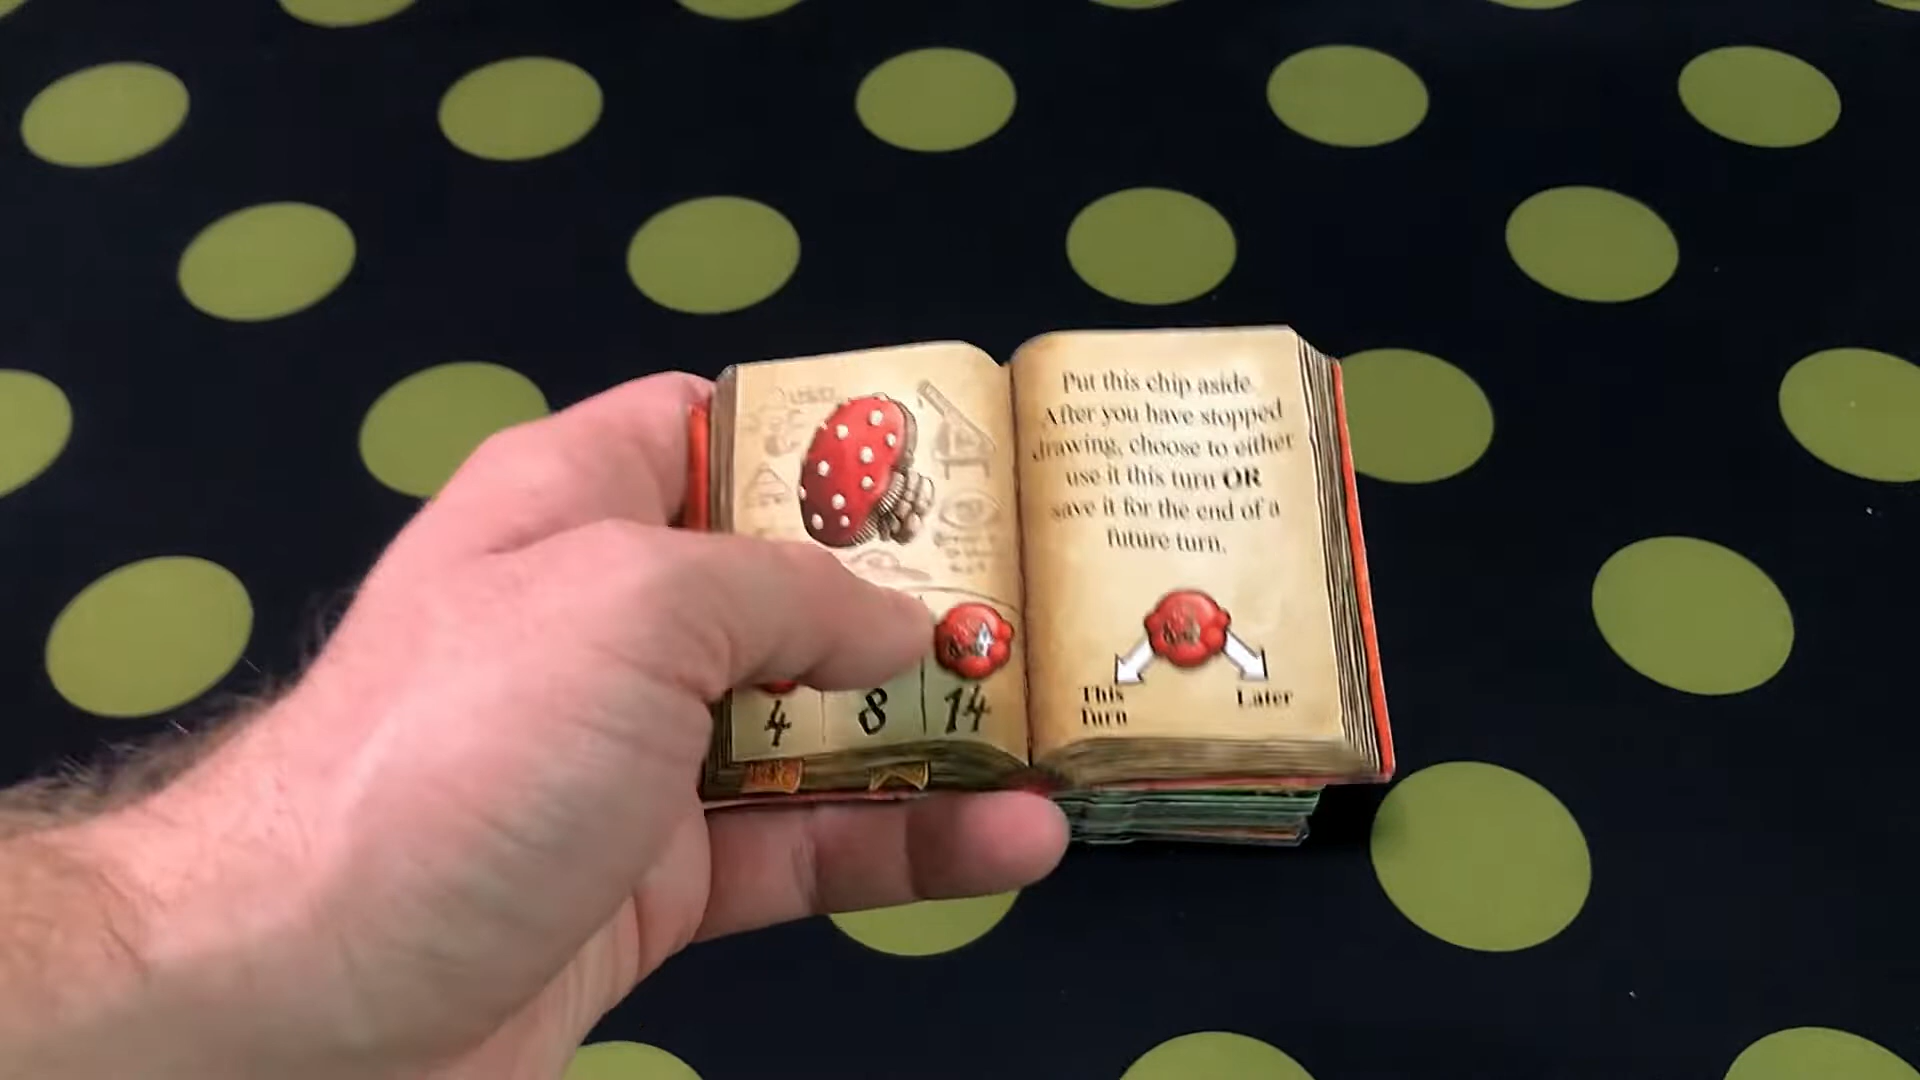 4 8 14
Put this chip aside.
After you have stopped
drawing, choose to either
use it this turn OR
save it for the end of a
future turn.
This
Turn
Later